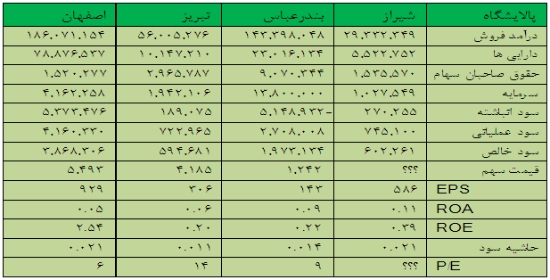 پالایشگاه شیراز بندرعباس تبریز اصفهان
درآمد فروش ۲۹.۳۳۲.۳۴۹ ۱۴۳.۳۹۸.۰۴۸ ۵۶.۰۰۵.۲۷۶ ۱۸۶.۰۷۱.۱۵۴
دارایی ها ۵.۵۲۲.۷۵۲ ۲۳.۰۱۶.۱۳۴ ۱۰.۱۴۷.۲۱۰ ۷۸.۸۷۶.۵۳۷
حقوق صاحبان سهام ۱.۵۳۵.۵۷۰ ۹.۰۷۰.۳۴۴ ۲.۹۶۵.۷۸۷ ۱.۵۲۰.۲۷۷
سرمایه ۱.۰۲۷.۵۴۹ ۱۳.۸۰۰.۰۰۰ ۱.۹۴۲.۱۰۶ ۴.۱۶۲.۲۵۸
سود انباشته ۲۷۰.۲۵۵ ۵.۱۴۸.۹۳۲- ۱۸۹.۰۷۵ ۵.۳۷۳.۴۷۶
سود عملیاتی ۷۴۵.۱۰۰ ۲.۷۰۸.۰۰۸ ۷۲۲.۹۶۵ ۴.۱۶۰.۳۳۰
سود خالص ۶۰۲.۲۶۱ ۱.۹۷۳.۱۳۴ ۵۹۴.۶۸۱ ۳.۸۶۸.۳۰۶
قیمت سهم ؟؟؟ ۱.۲۴۲ ۴.۱۸۵ ۵.۴۹۳
EPS ۵۸۶ ۱۴۳ ۳۰۶ ۹۲۹
ROA ۰.۱۱ ۰.۰۹ ۰.۰۶ ۰.۰۵
ROE ۰.۳۹ ۰.۲۲ ۰.۲۰ ۲.۵۴
حاشیه سود ۰.۰۲۱ ۰.۰۱۴ ۰.۰۱۱ ۰.۰۲۱
P/E ؟؟؟ ۹ ۱۴ ۶